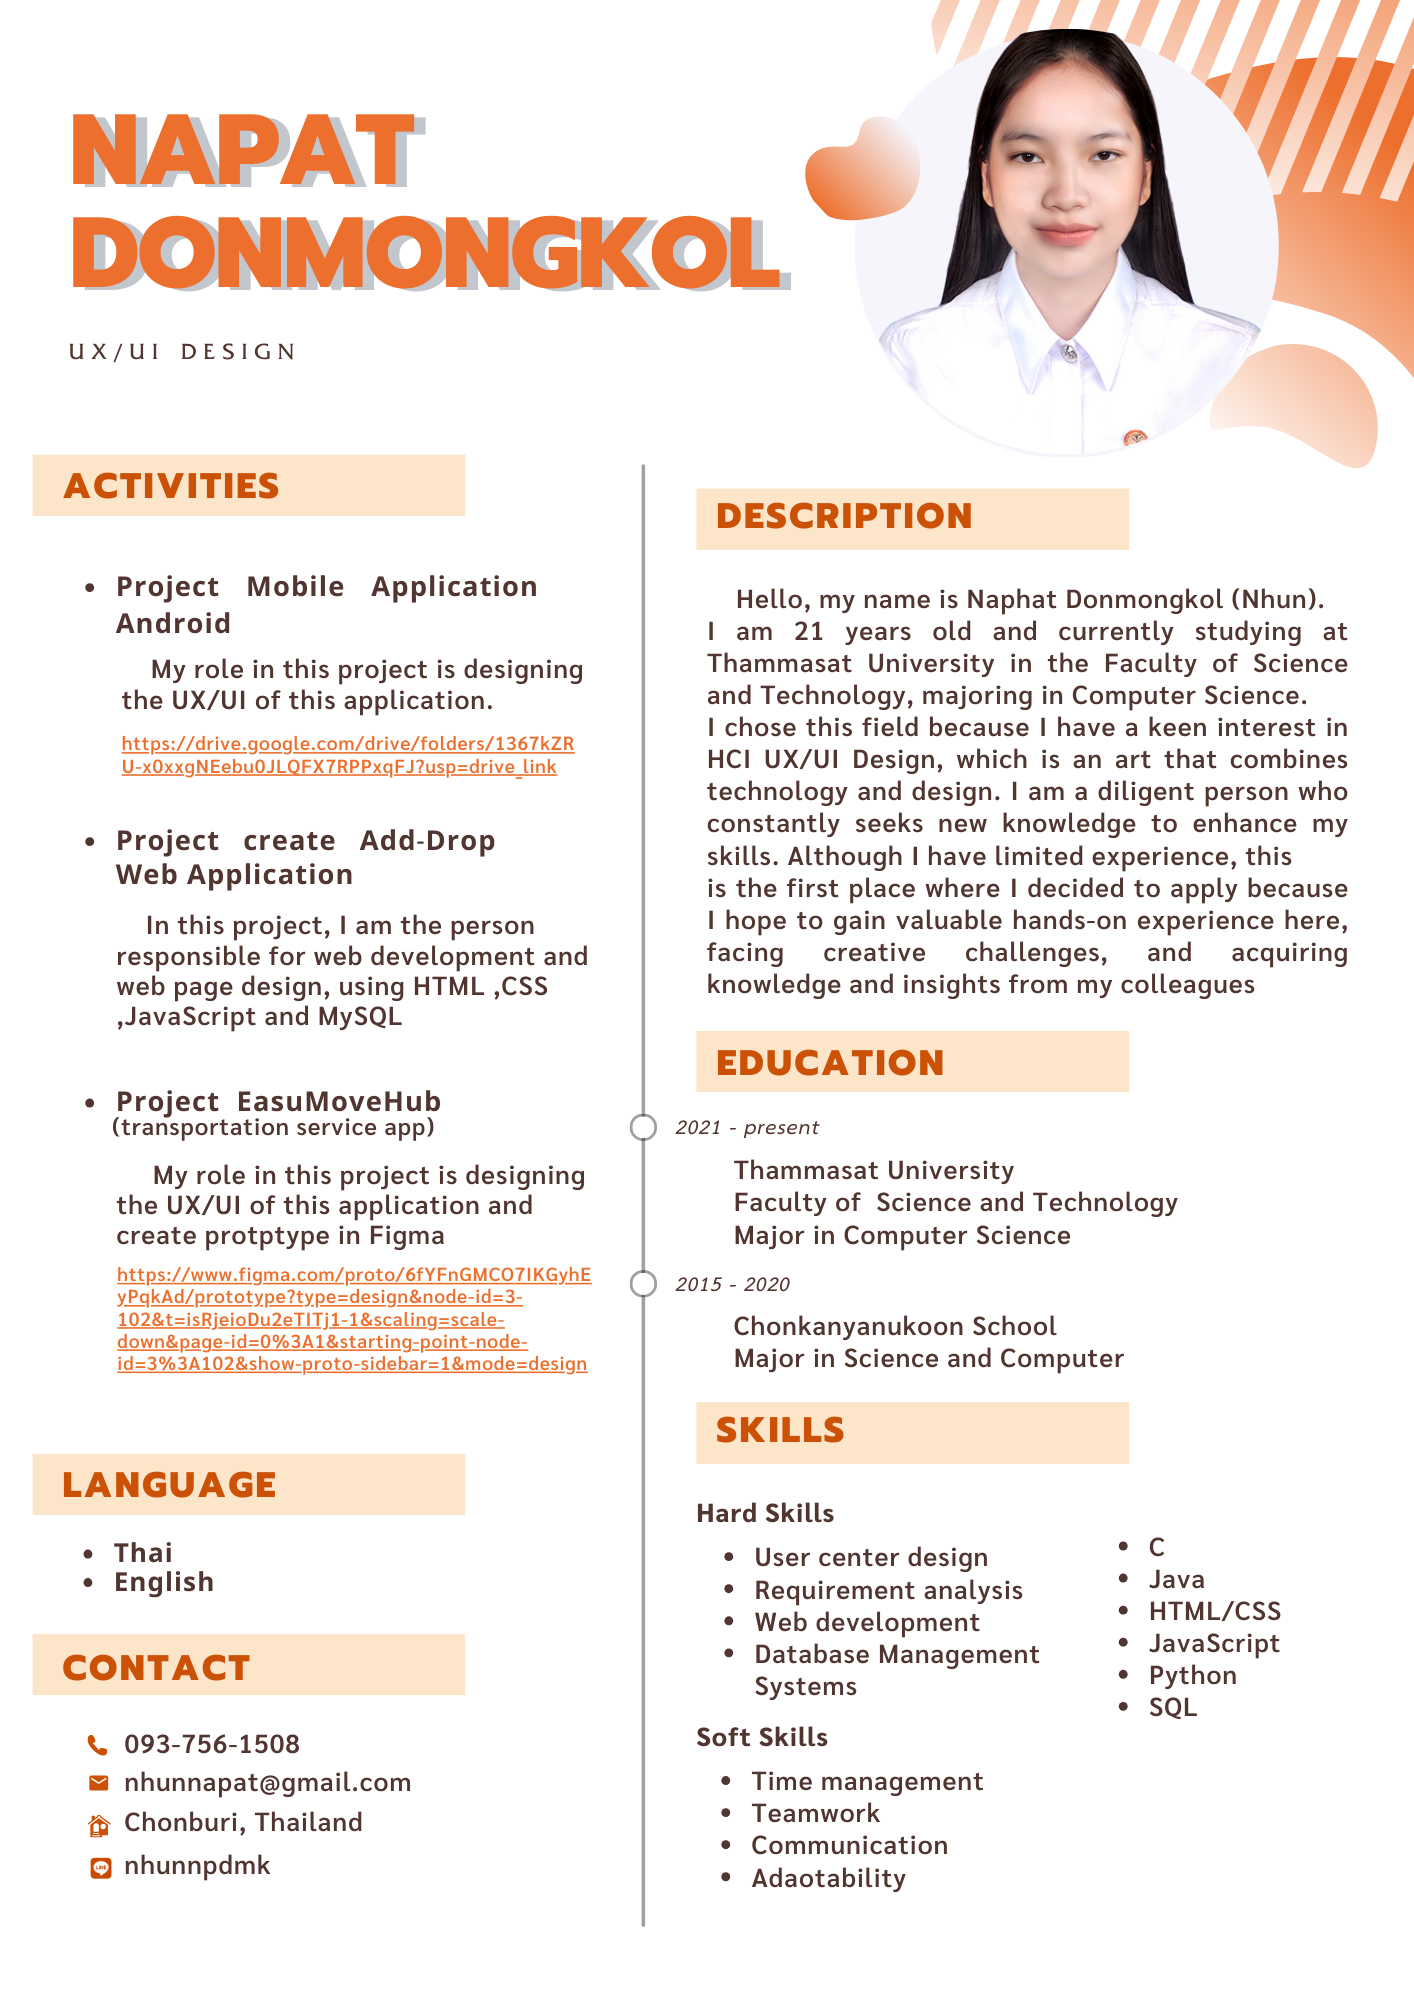 NAPAT
DONMONGKOL
UX/UI DESIGN
ACTIVITIES
• Project Mobile Application
Android
My role in this project is designing
the UX/UI of this application.
https://drive.google.com/drive/folders/1367kZR
U-x0xxgNEebu0JLQFX7RPPxqFJ?usp=drive_link
• Project create Add-Drop
Web Application
In this project, I am the person
responsible for web development and
web page design, using HTML ,CSS
,JavaScript and MySQL
• Project EasuMoveHub
(transportation service app)
My role in this project is designing
the UX/UI of this application and
create protptype in Figma
https://www.figma.com/proto/6fYFnGMCO7IKGyhE
yPqkAd/prototype?type=design&node-id=3-
102&t=isRjeioDu2eTITj1-1&scaling=scale-
down&page-id=0%3A1&starting-point-node-
id=3%3A102&show-proto-sidebar=1&mode=design
LANGUAGE
• Thai
• English
CONTACT
093-756-1508
nhunnapat@gmail.com
Chonburi, Thailand
LINE
nhunnpdmk
DESCRIPTION
Hello, my name is Naphat Donmongkol (Nhun).
I am 21 years old and currently studying at
Thammasat University in the Faculty of Science
and Technology, majoring in Computer Science.
I chose this field because I have a keen interest in
HCI UX/UI Design, which is an art that combines
technology and design. I am a diligent person who
constantly seeks new knowledge to enhance my
skills. Although I have limited experience, this
is the first place where I decided to apply because
I hope to gain valuable hands-on experience here,
facing creative challenges, and acquiring
knowledge and insights from my colleagues
EDUCATION
2021 - present
Thammasat University
Faculty of Science and Technology
Major in Computer Science
2015 - 2020
Chonkanyanukoon School
Major in Science and Computer
SKILLS
Hard Skills
• User center design
• Requirement analysis
• Web development
• Database Management
Systems
• C
• Java
• HTML/CSS
• JavaScript
• Python
• SQL
Soft Skills
• Time management
• Teamwork
• Communication
• Adaotability